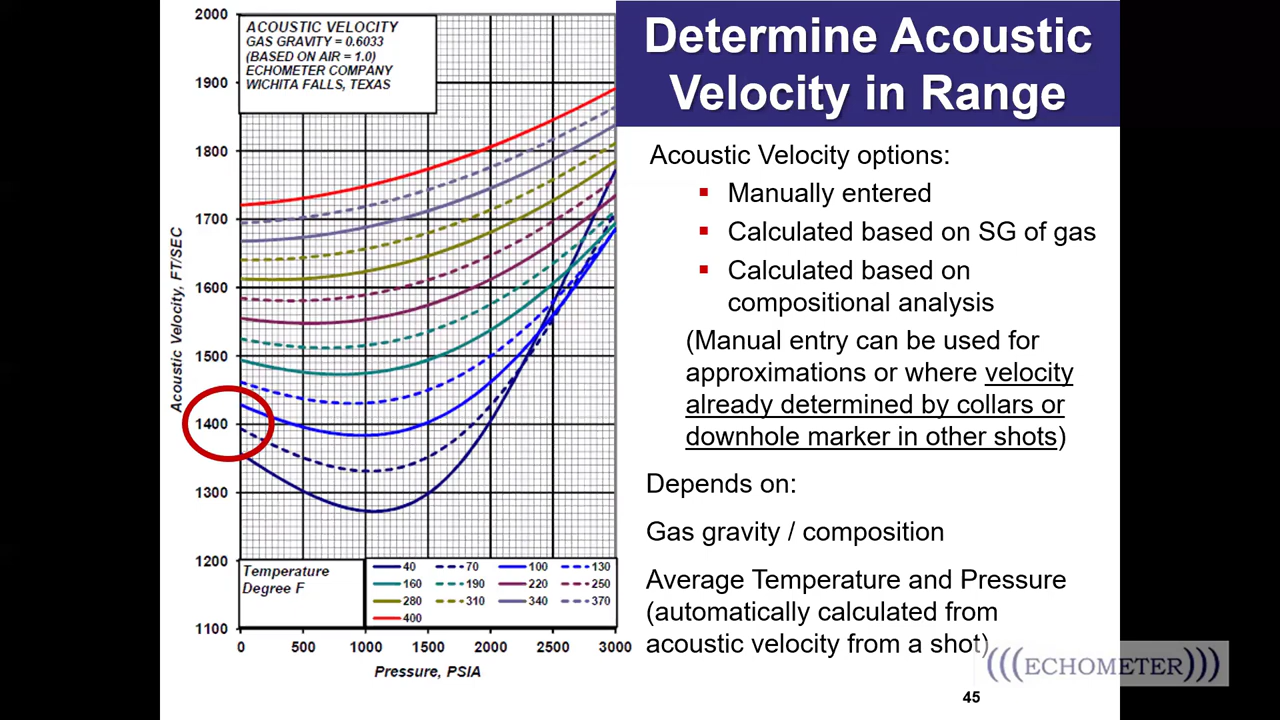 ACOUSTIC VELOCITY
GAS GRAVITY = 0.6033
(BASED ON AIR = 1.0)
ECHOMETER COMPANY
WICHITA FALLS, TEXAS
2000
1900
1800
1700
1600
1500
1400
1300
1200
1100
Acoustic Velocity, FT/SEC
Temperature
Degree F
40 70 100 130
160 190 220 250
280 310 340 370
400
0 500 1000 1500 2000 2500 3000
Pressure, PSIA
Determine Acoustic
Velocity in Range
Acoustic Velocity options:
▪ Manually entered
▪ Calculated based on SG of gas
▪ Calculated based on
compositional analysis
(Manual entry can be used for
approximations or where velocity
already determined by collars or
downhole marker in other shots)
Depends on:
Gas gravity / composition
Average Temperature and Pressure
(automatically calculated from
acoustic velocity from a shot)
(((ECHOMETER)))
45